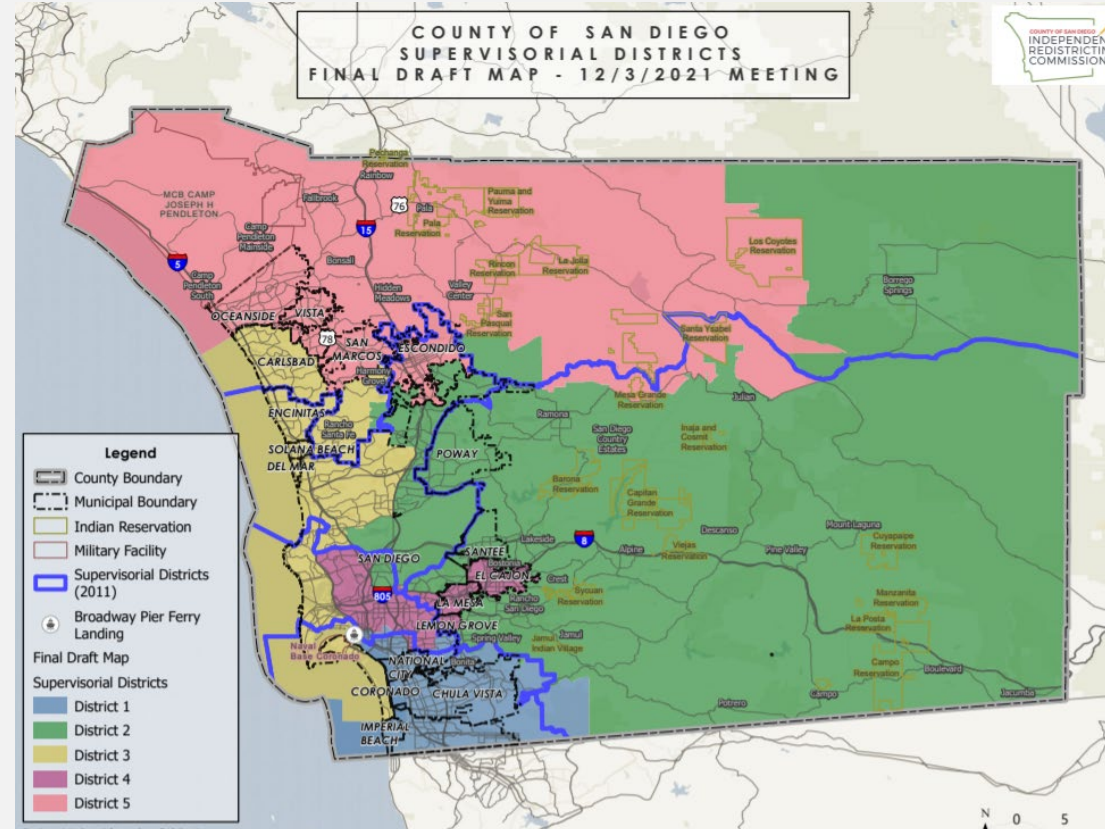 COUNTY OF SAN DIEGO
SUPERVISORIAL DISTRICTS
FINAL DRAFT MAP - 12/3/2021 MEETING
COUNTY OF SAN DIEGO
INDEPENDEN
REDISTRICTIN
COMMISSION
Pechanga
Reservation
Rainbow
MCB CAMP
JOSEPH H
PENDLETON
Fallbrook
76
Pala
Pauma and
Yuima
Reservation
15
Pala
Reservation
Camp
Pendleton
Mainside
Los Coyotes
Reservation
5
Bonsall
Rincon
Reservation
La Jolla
Reservation
Camp
Pendleton
South
Hidden
Meadows
Valley
Center
Borrego
Springs
OCEANSIDE
VISTA
San
Pasqual
Reservation
78
SAN
MARCOS
ESCONDIDO
Santa Ysabel
Reservation
CARLSBAD
Harmony
Grove
Mesa Grande
Reservation
Julian
ENCINITAS
Rancho
Santa Fe
Ramona
San Diego
Country
Estates
Inaja and
Cosmit
Reservation
SOLANA BEACH
DEL MAR
POWAY
Barona
Reservation
Capitan
Grande
Reservation
Legend
County Boundary
Municipal Boundary
Indian Reservation
Military Facility
Supervisorial Districts
(2011)
Broadway Pier Ferry
Landing
Final Draft Map
Supervisorial Districts
District 1
District 2
District 3
District 4
District 5
SAN DIEGO
SANTEE
Lakeside
8
Alpine
Viejas
Reservation
Descanso
Pine Valley
Mount Laguna
Cuyapaipe
Reservation
Bostonia
EL CAJON
Crest
805
LA MESA
Rancho
San Diego
Sycuan
Reservation
Manzanita
Reservation
LEMON GROVE
Spring Valley
Jamul
Indian Village
Jamul
La Posta
Reservation
Naval
Base Coronado
NATIONAL
CITY
Bonita
Campo
Reservation
Boulevard
CORONADO
CHULA VISTA
Campo
Jacumba
Potrero
IMPERIAL
BEACH
N
0 5